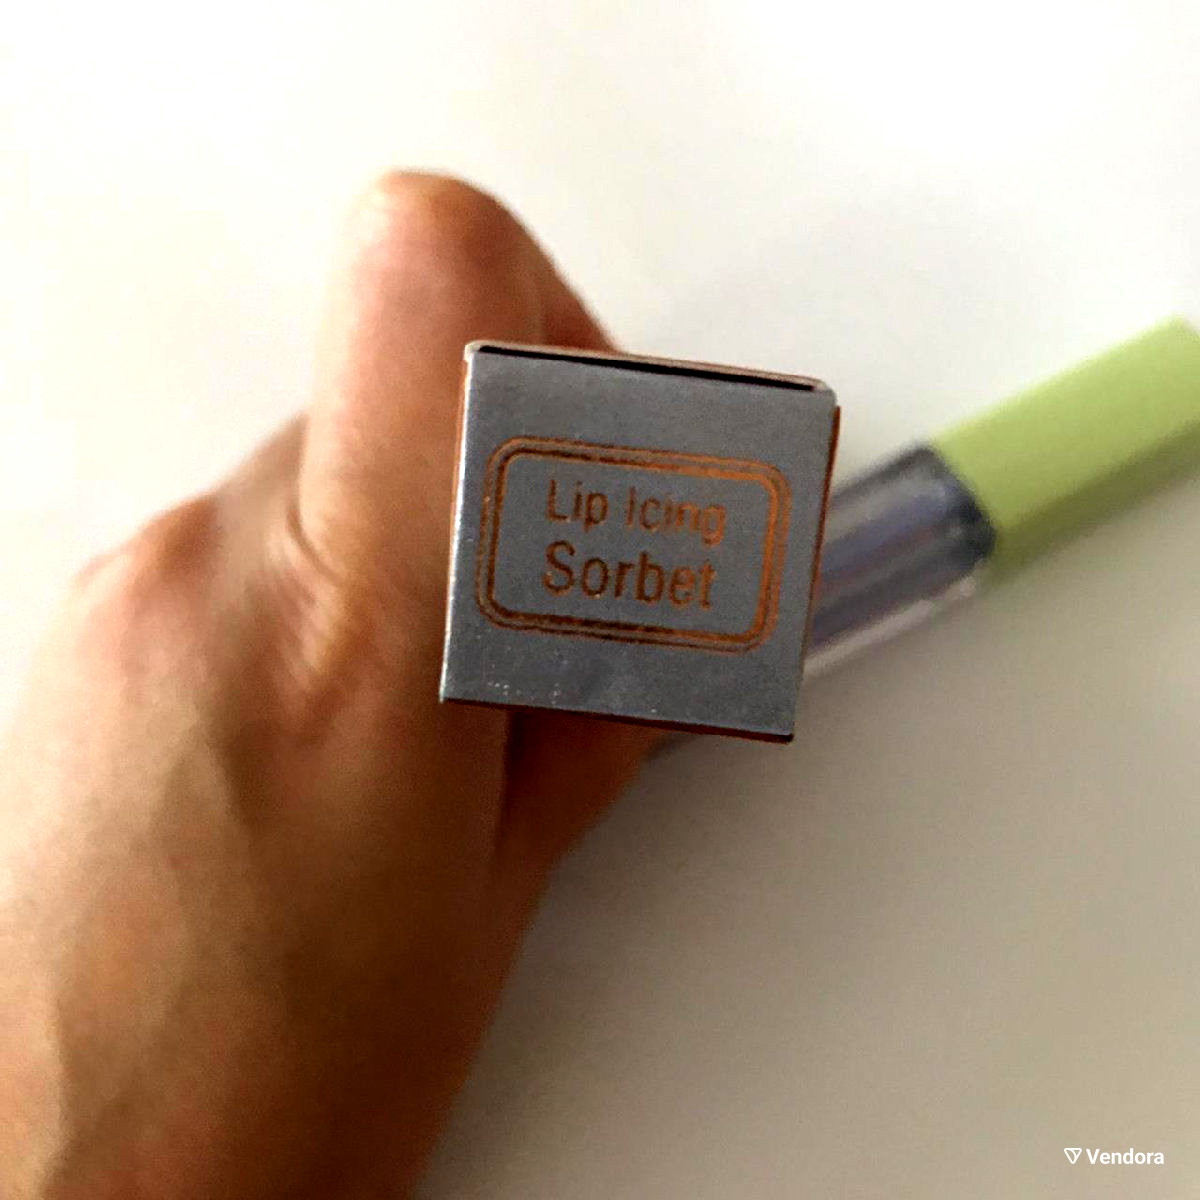 Lip Icing
Sorbet
Vendora